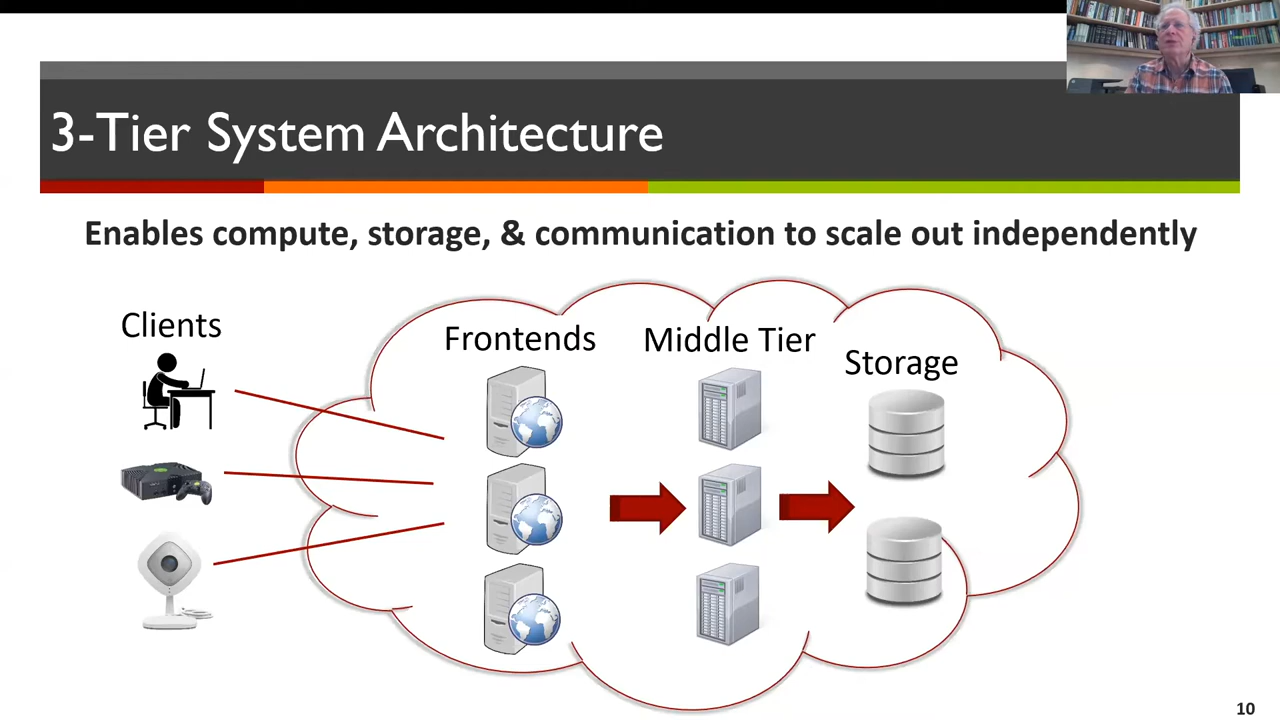 3-Tier System Architecture
Enables compute, storage, & communication to scale out independently
Clients
Frontends
Middle Tier
Storage
10